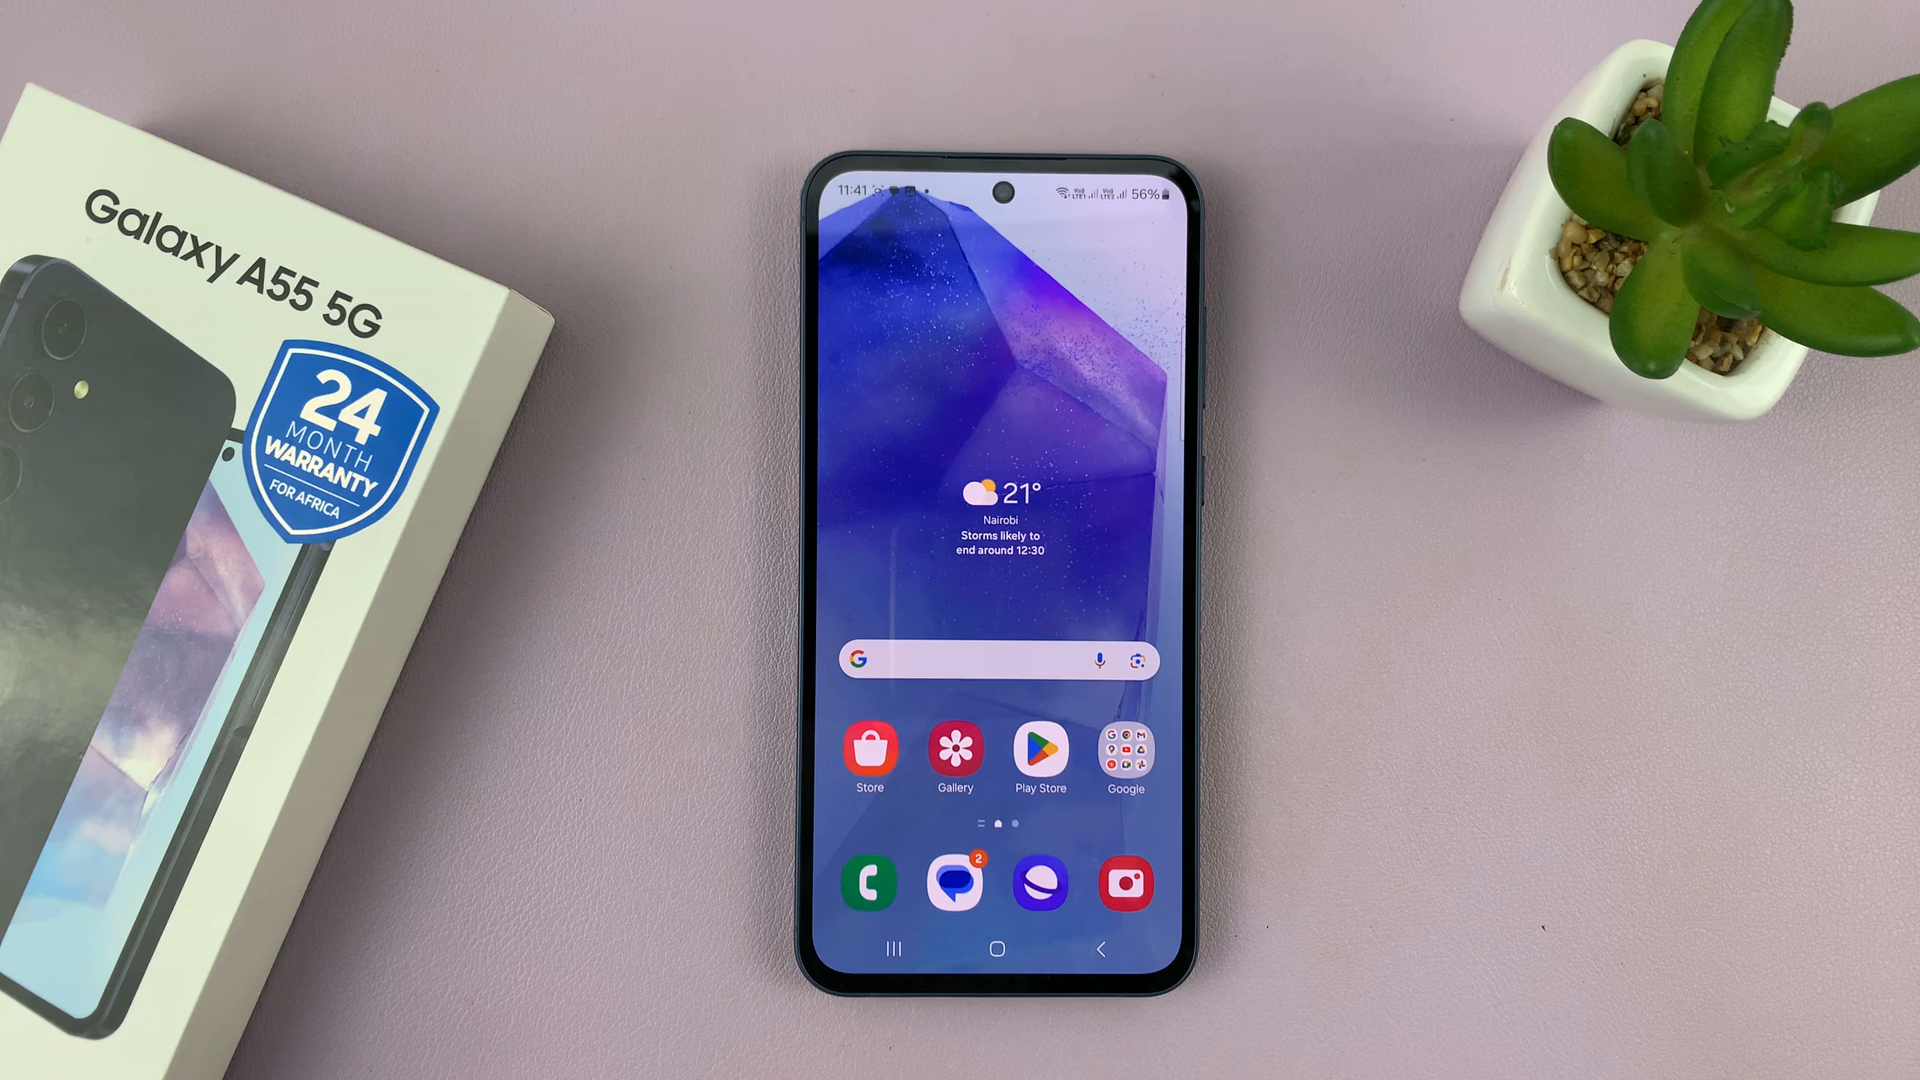 Galaxy A55 5G
24
MONTH
WARRANTY
FOR AFRICA
11:41
56%
21°
Nairobi
Storms likely to
end around 12:30
Store
Gallery
Play Store
Google
2